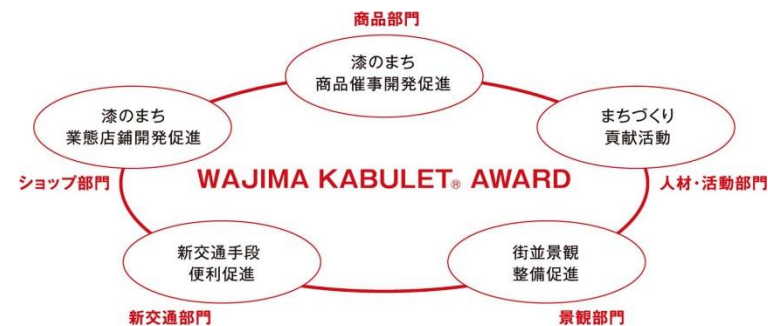 商品部門
漆のまち
商品催事開発促進
漆のまち
業態店舗開発促進
ショップ部門
まちづくり
貢献活動
人材・活動部門
WAJIMA KABULET® AWARD
新交通手段
便利促進
新交通部門
街並景観
整備促進
景観部門